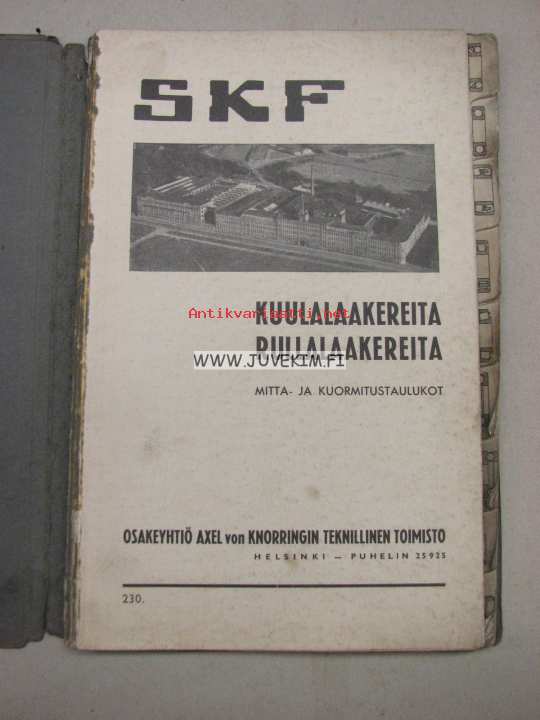 SKF
KUULALAAKEREITA
Antikvariaatti.net
RULLALAAKEREITA
WWW.JUVEKIM.FI
MITTA- JA KUORMITUSTAULUKOT
OSAKEYHTIÖ AXEL von KNORRINGIN TEKNILLINEN TOIMISTO
HELSINKI — PUHELIN 25925
230.